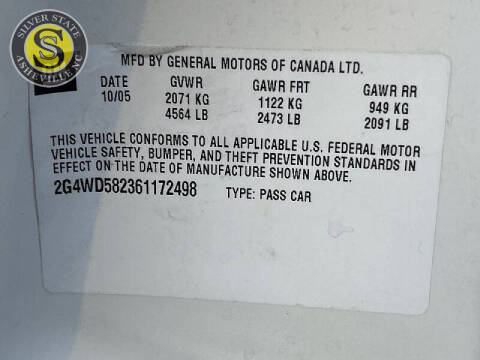 SILVER STATE
S
ASHEVILLE NC
MFD BY GENERAL MOTORS OF CANADA LTD.
DATE GVWR GAWR FRT GAWR RR
10/05 2071 KG 1122 KG 949 KG
4564 LB 2473 LB 2091 LB
THIS VEHICLE CONFORMS TO ALL APPLICABLE U.S. FEDERAL MOTOR
VEHICLE SAFETY, BUMPER, AND THEFT PREVENTION STANDARDS IN
EFFECT ON THE DATE OF MANUFACTURE SHOWN ABOVE.
2G4WD582361172498 TYPE: PASS CAR